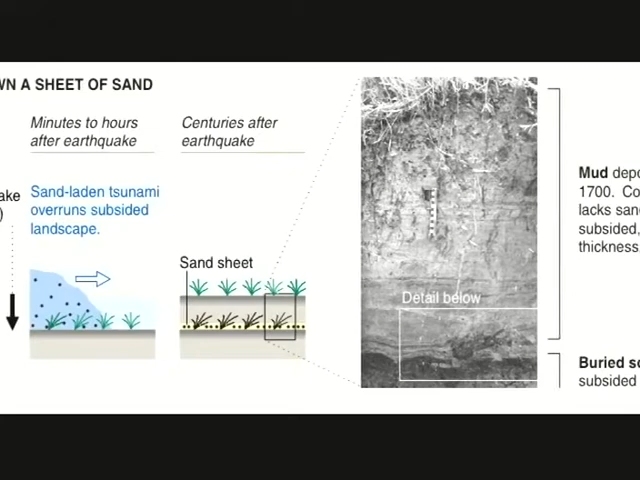 WN A SHEET OF SAND
Minutes to hours
after earthquake
Centuries after
earthquake
Sand-laden tsunami
overruns subsided
landscape.
Sand sheet
Detail below
Mud
1700.
lacks
subsided,
thickness
Buried
subsided